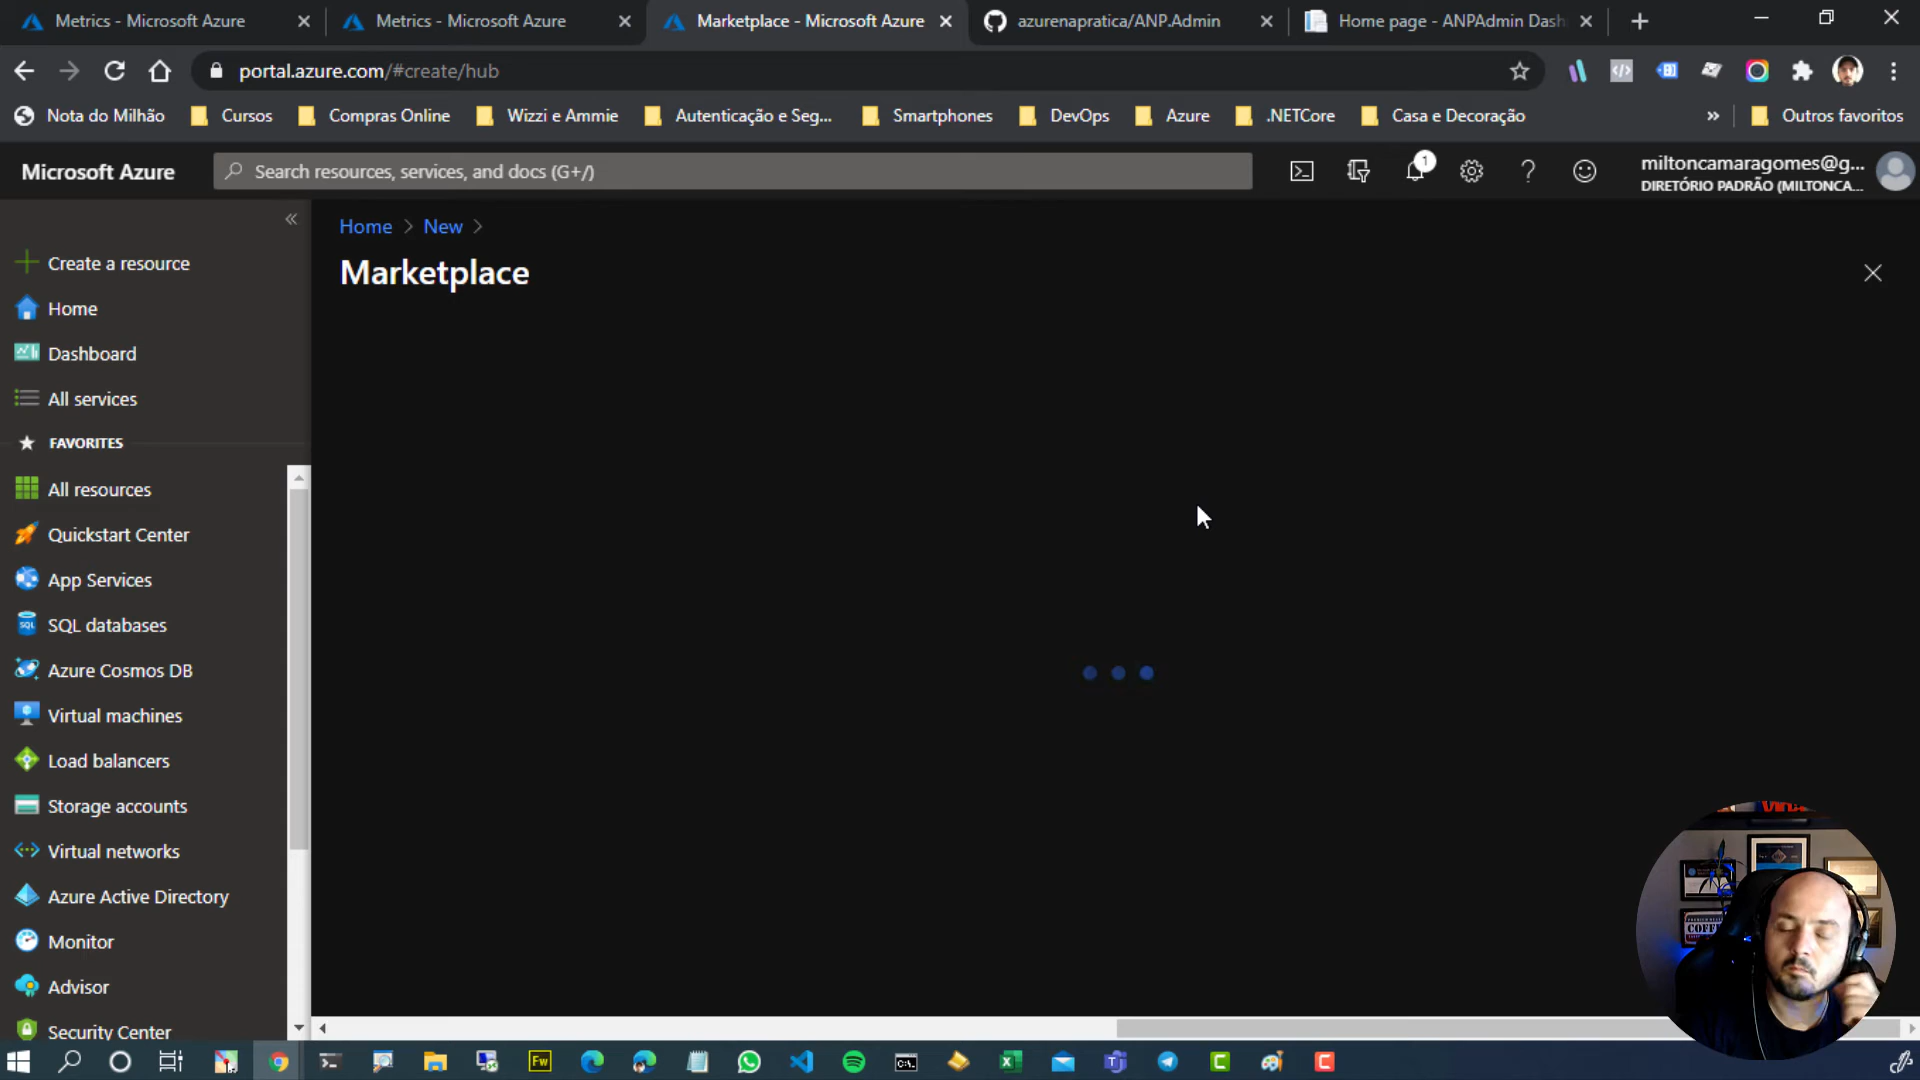 Metrics - Microsoft Azure
Metrics - Microsoft Azure
Marketplace - Microsoft Azure
azurenapratica/ANP.Admin
Home page - ANPAdmin Dash
portal.azure.com/#create/hub
Nota do Milhão
Cursos
Compras Online
Wizzi e Ammie
Autenticação e Seg...
Smartphones
DevOps
Azure
.NETCore
Casa e Decoração
»
Outros favoritos
Microsoft Azure
Search resources, services, and docs (G+/)
1
miltoncamaragomes@g...
DIRETÓRIO PADRÃO (MILTONCA...
«
Home > New >
Marketplace
Create a resource
Home
Dashboard
All services
FAVORITES
All resources
Quickstart Center
App Services
SQL databases
Azure Cosmos DB
Virtual machines
Load balancers
Storage accounts
Virtual networks
Azure Active Directory
Monitor
Advisor
Security Center
Fw